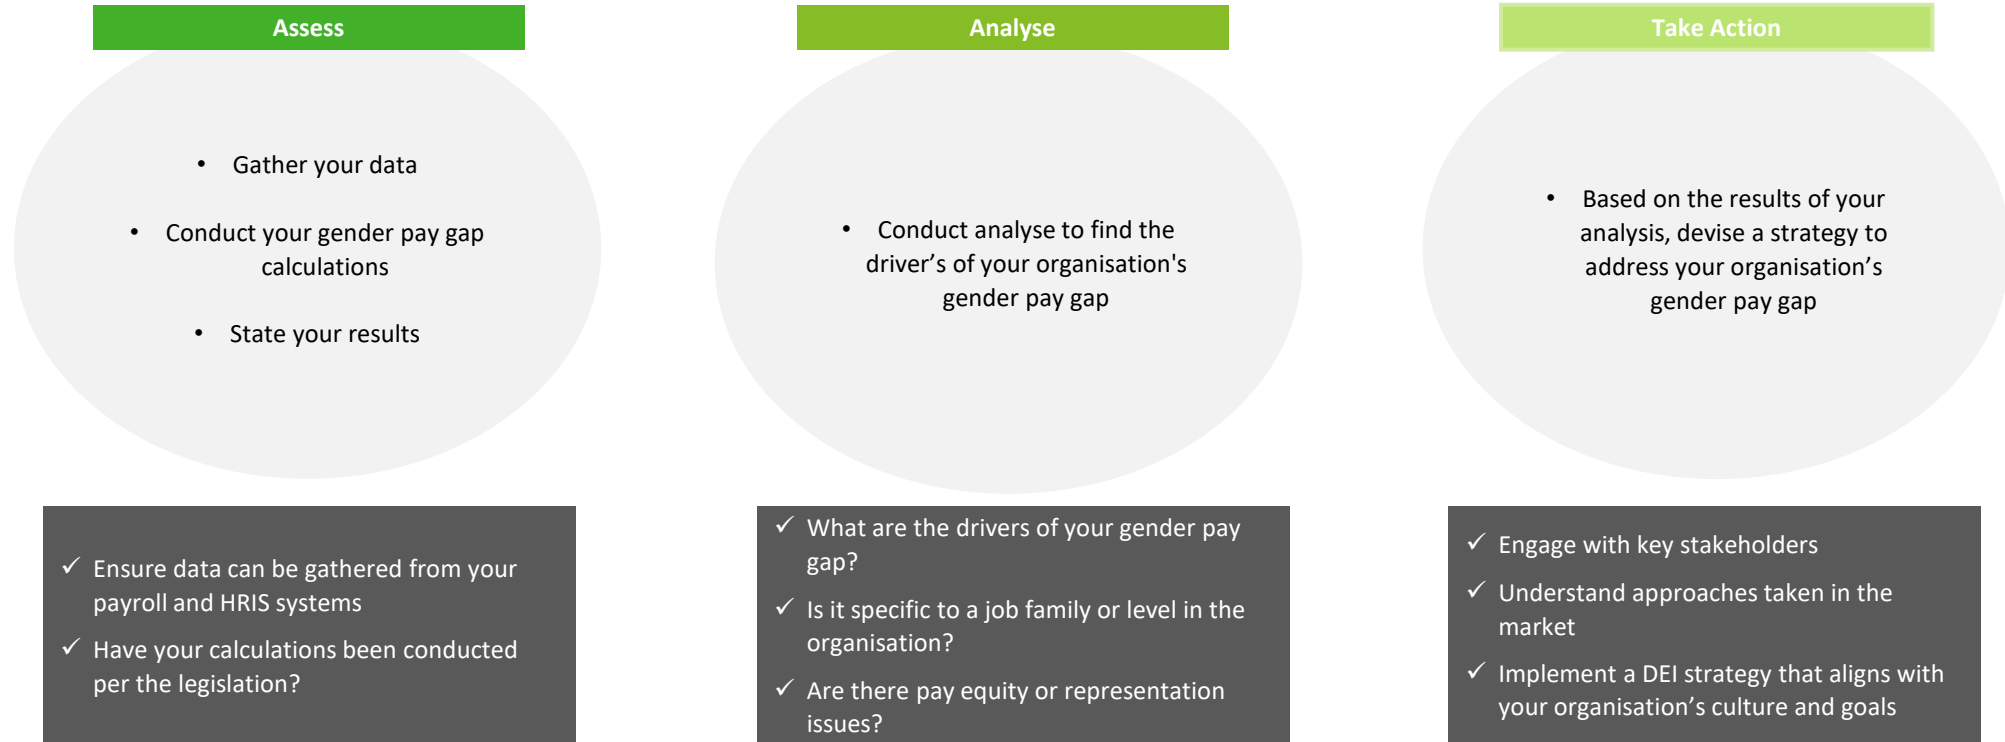 Assess
• Gather your data
• Conduct your gender pay gap
calculations
• State your results
✓ Ensure data can be gathered from your
payroll and HRIS systems
✓ Have your calculations been conducted
per the legislation?
Analyse
• Conduct analyse to find the
driver’s of your organisation's
gender pay gap
✓ What are the drivers of your gender pay
gap?
✓ Is it specific to a job family or level in the
organisation?
✓ Are there pay equity or representation
issues?
Take Action
• Based on the results of your
analysis, devise a strategy to
address your organisation’s
gender pay gap
✓ Engage with key stakeholders
✓ Understand approaches taken in the
market
✓ Implement a DEI strategy that aligns with
your organisation’s culture and goals